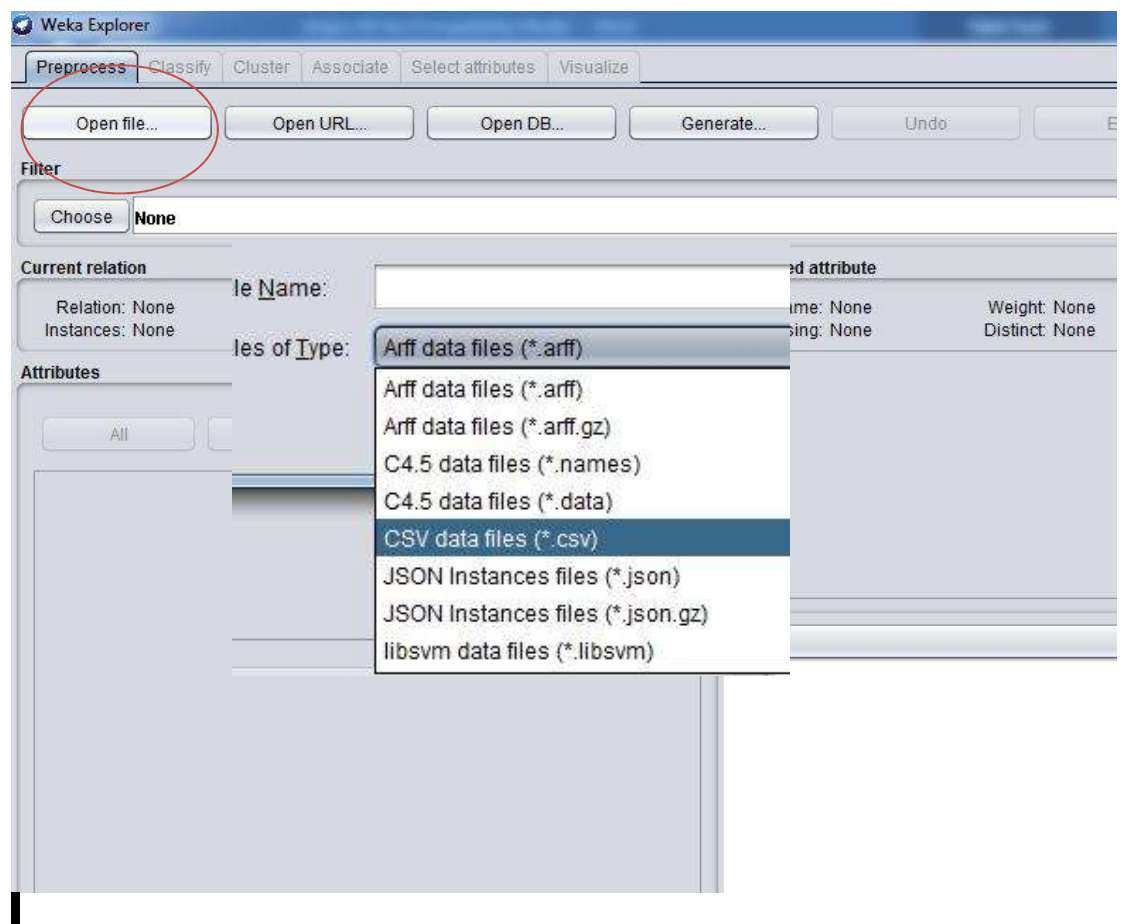 Weka Explorer
Preprocess Classify Cluster Associate Select attributes Visualize
Open file... Open URL... Open DB... Generate... Undo E
Filter
Choose None
Current relation
Relation: None
Instances: None
le Name:
les of Type: Arff data files (*.arff)
Arff data files (*.arff)
Arff data files (*.arff.gz)
C4.5 data files (*.names)
C4.5 data files (*.data)
CSV data files (*.csv)
JSON Instances files (*.json)
JSON Instances files (*.json.gz)
libsvm data files (*.libsvm)
ed attribute
ame: None Weight: None
sing: None Distinct: None
Attributes
All